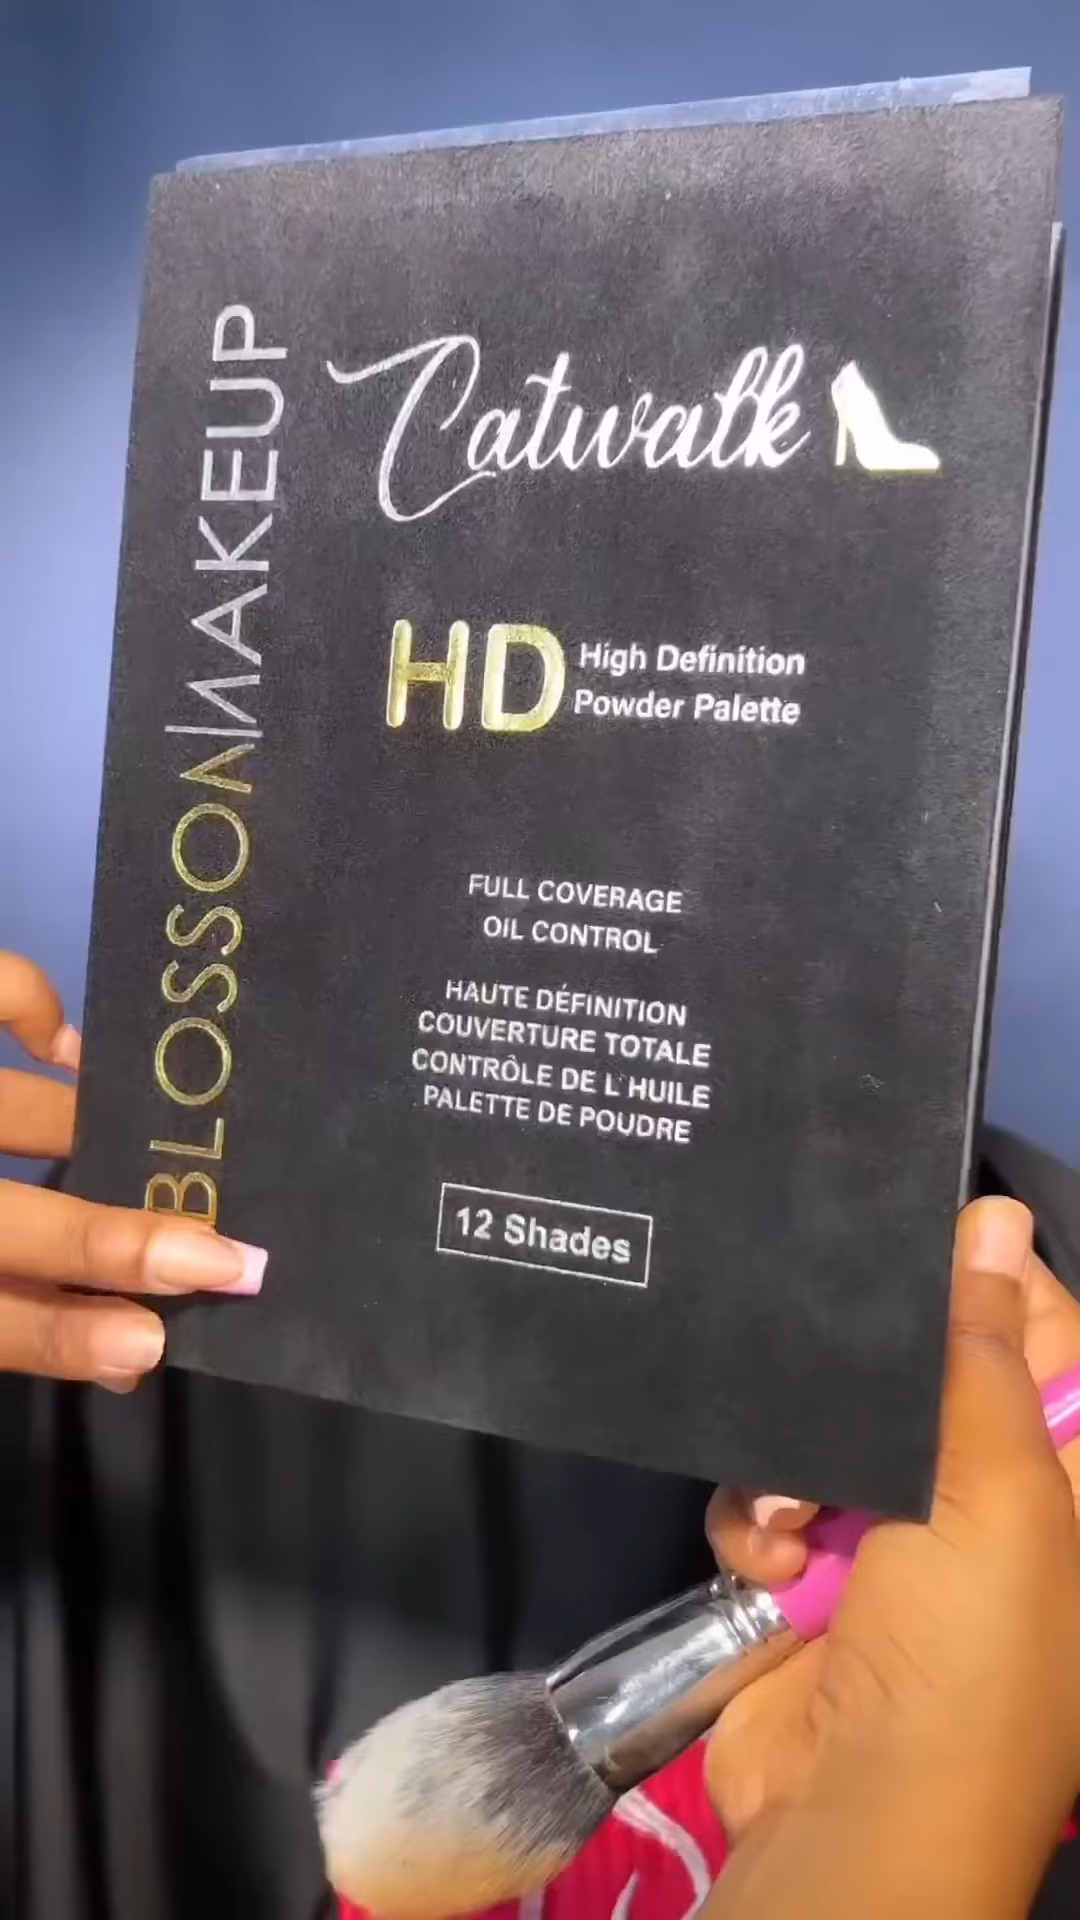 BLOSSOMMAKEUP
Catwalk
HD
High Definition
Powder Palette
FULL COVERAGE
OIL CONTROL
HAUTE DÉFINITION
COUVERTURE TOTALE
CONTRÔLE DE L'HUILE
PALETTE DE POUDRE
12 Shades